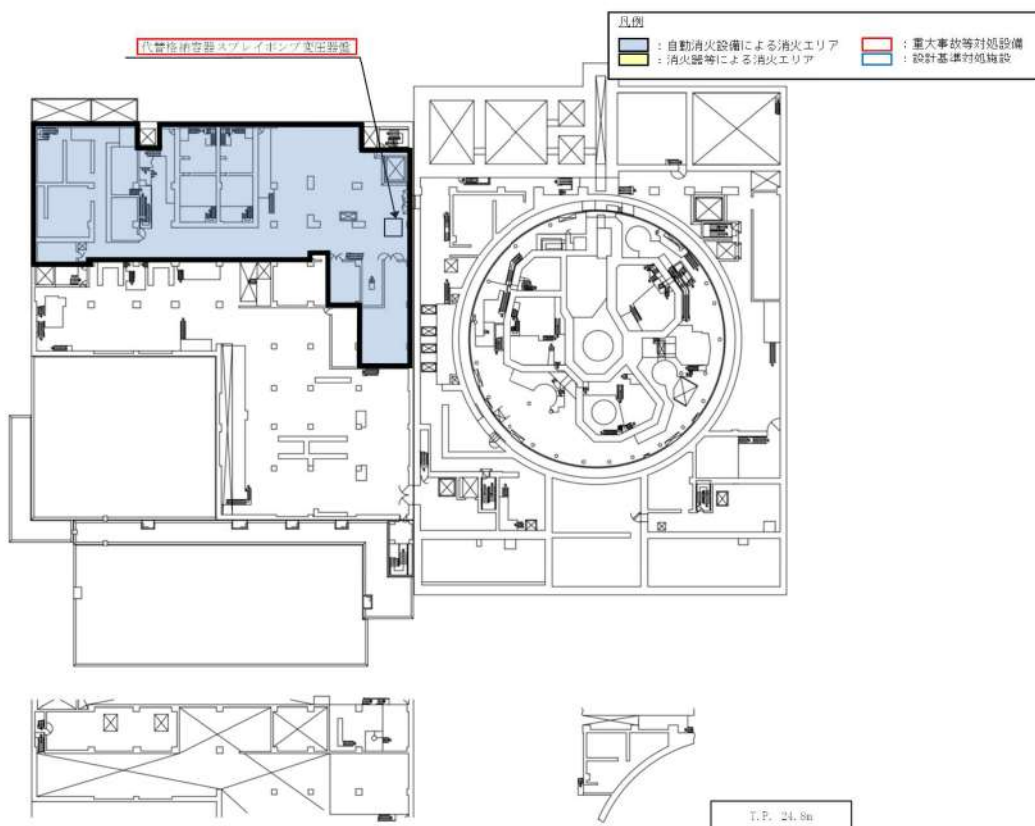 代替格納容器スプレイポンプ変圧器盤
凡例
：自動消火設備による消火エリア
：消火器等による消火エリア
：重大事故等対処設備
：設計基準対処施設
T.P. 24.8m